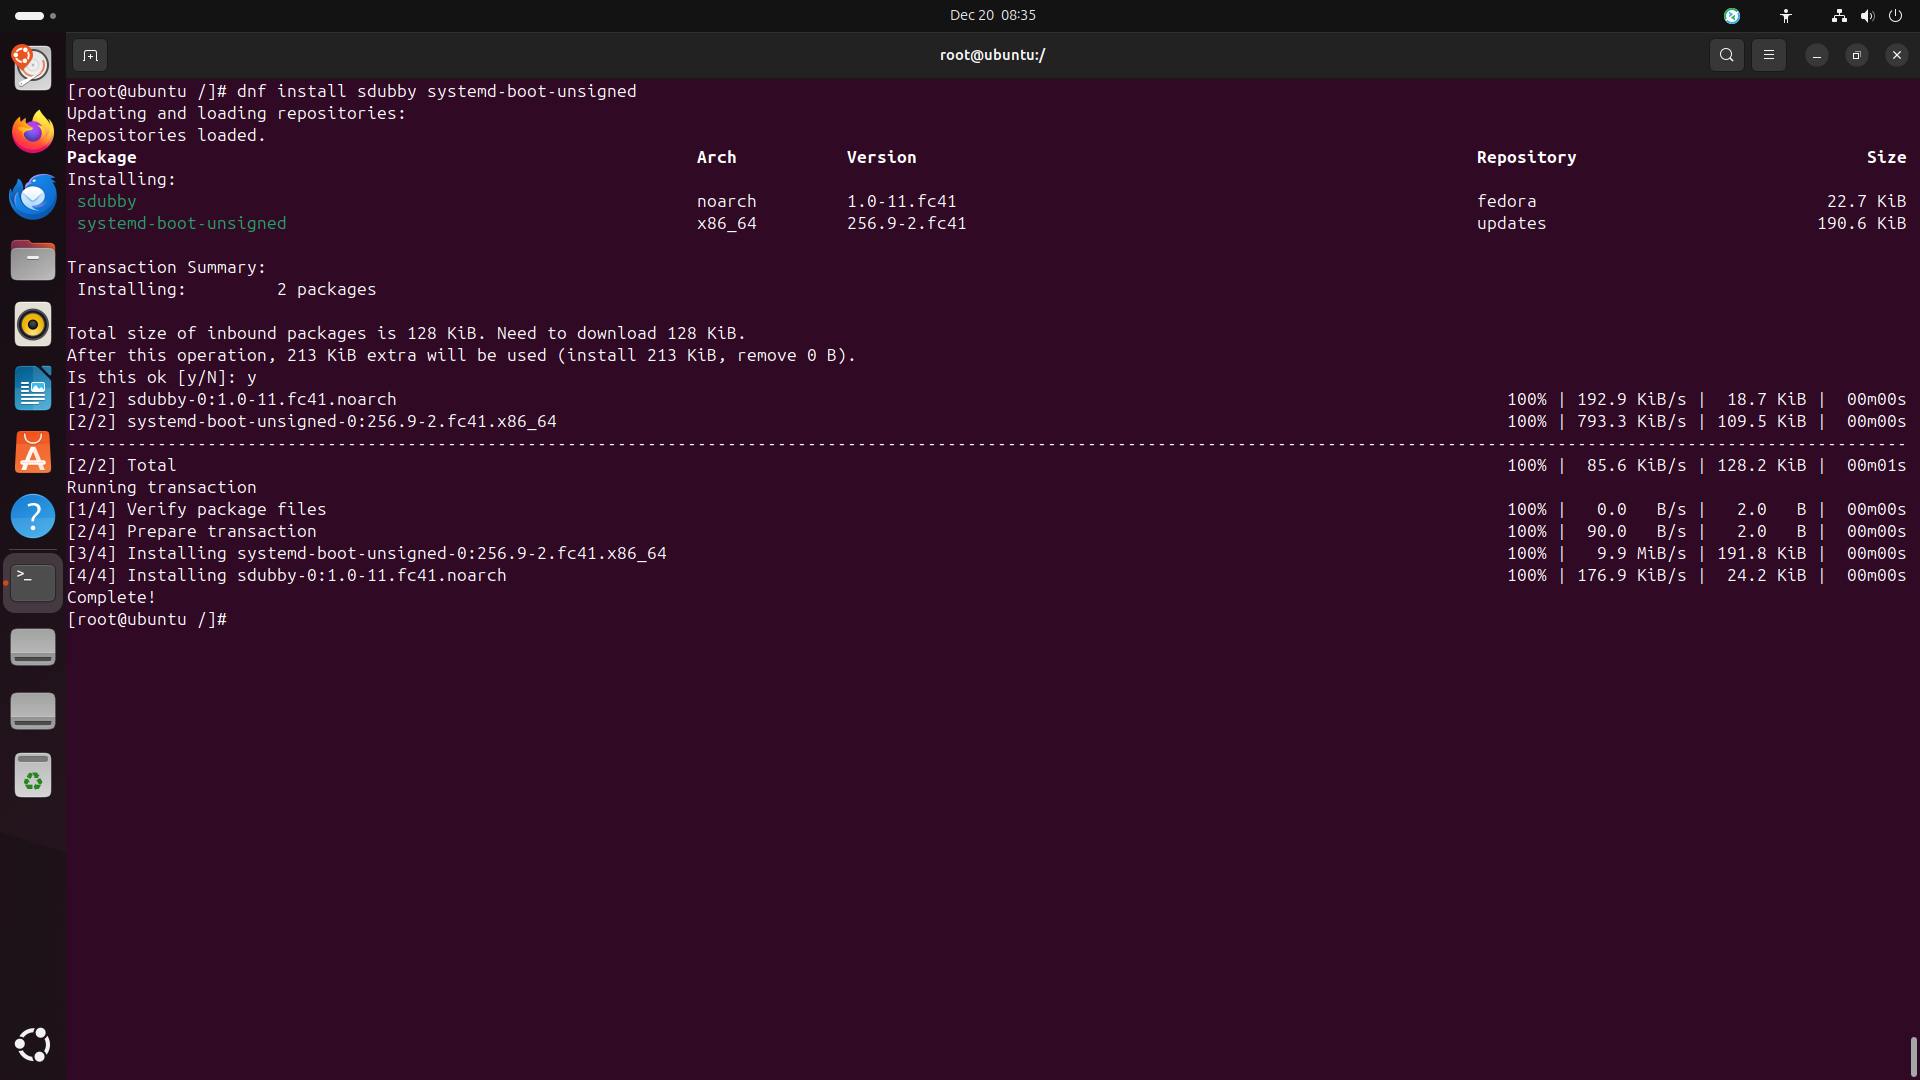 Dec 20 08:35
root@ubuntu:/
[root@ubuntu /]# dnf install sdubby systemd-boot-unsigned
Updating and loading repositories:
Repositories loaded.
Package Arch Version Repository Size
Installing:
sdubby noarch 1.0-11.fc41 fedora 22.7 KiB
systemd-boot-unsigned x86_64 256.9-2.fc41 updates 190.6 KiB
Transaction Summary:
Installing: 2 packages
Total size of inbound packages is 128 KiB. Need to download 128 KiB.
After this operation, 213 KiB extra will be used (install 213 KiB, remove 0 B).
Is this ok [y/N]: y
[1/2] sdubby-0:1.0-11.fc41.noarch 100% | 192.9 KiB/s | 18.7 KiB | 00m00s
[2/2] systemd-boot-unsigned-0:256.9-2.fc41.x86_64 100% | 793.3 KiB/s | 109.5 KiB | 00m00s
----------------------------------------------------------------------------------------------------------------------------------------------------------------------------------------
[2/2] Total 100% | 85.6 KiB/s | 128.2 KiB | 00m01s
Running transaction
[1/4] Verify package files 100% | 0.0 B/s | 2.0 B | 00m00s
[2/4] Prepare transaction 100% | 90.0 B/s | 2.0 B | 00m00s
[3/4] Installing systemd-boot-unsigned-0:256.9-2.fc41.x86_64 100% | 9.9 MiB/s | 191.8 KiB | 00m00s
[4/4] Installing sdubby-0:1.0-11.fc41.noarch 100% | 176.9 KiB/s | 24.2 KiB | 00m00s
Complete!
[root@ubuntu /]#